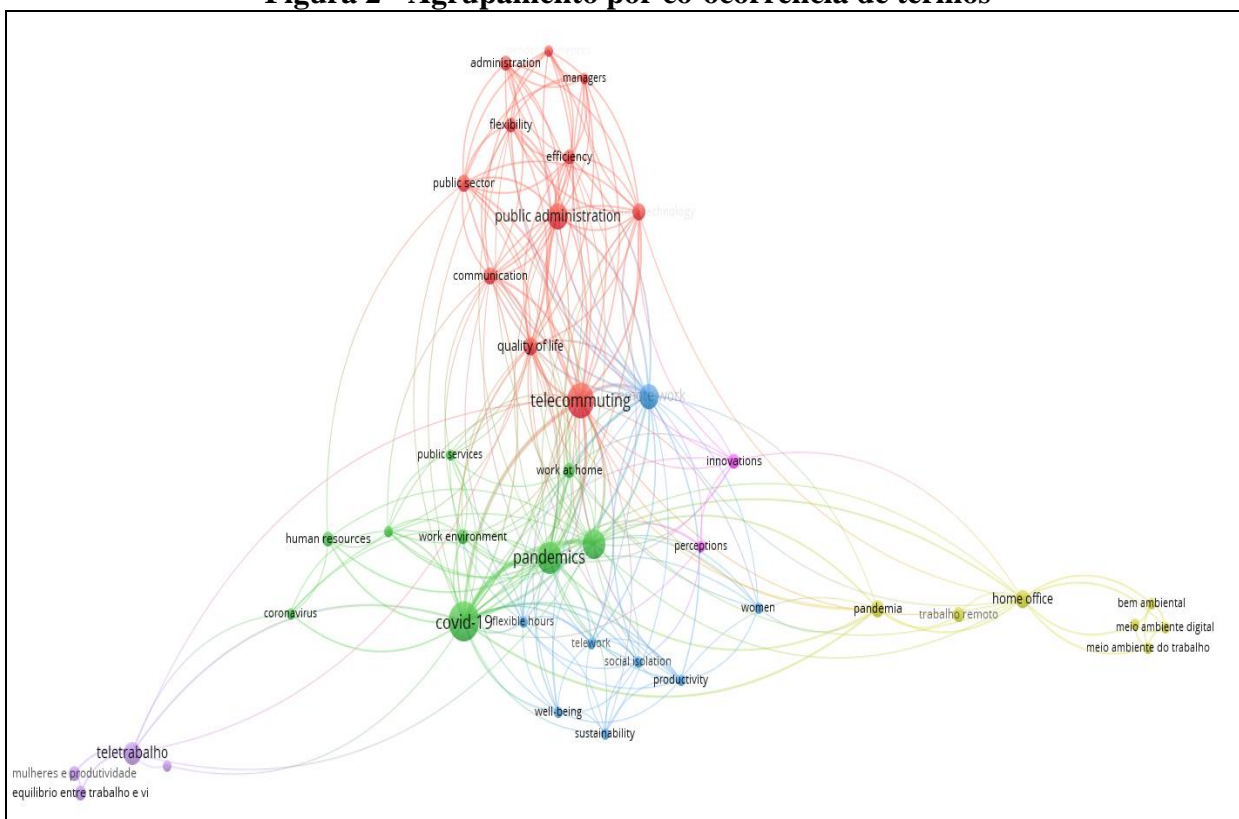 Figura 2 - Agrupamento por co-ocorrência de termos
administration
managers
flexibility
efficiency
public sector
public administration
technology
communication
quality of life
telecommuting
work
public services
work at home
innovations
human resources
work environment
pandemics
perceptions
coronavirus
covid-19
flexible hours
women
pandemia
trabalho remoto
home office
bem ambiental
meio ambiente digital
meio ambiente do trabalho
telework
social isolation
productivity
well-being
sustainability
teletrabalho
mulheres e produtividade
equilibrio entre trabalho e vi